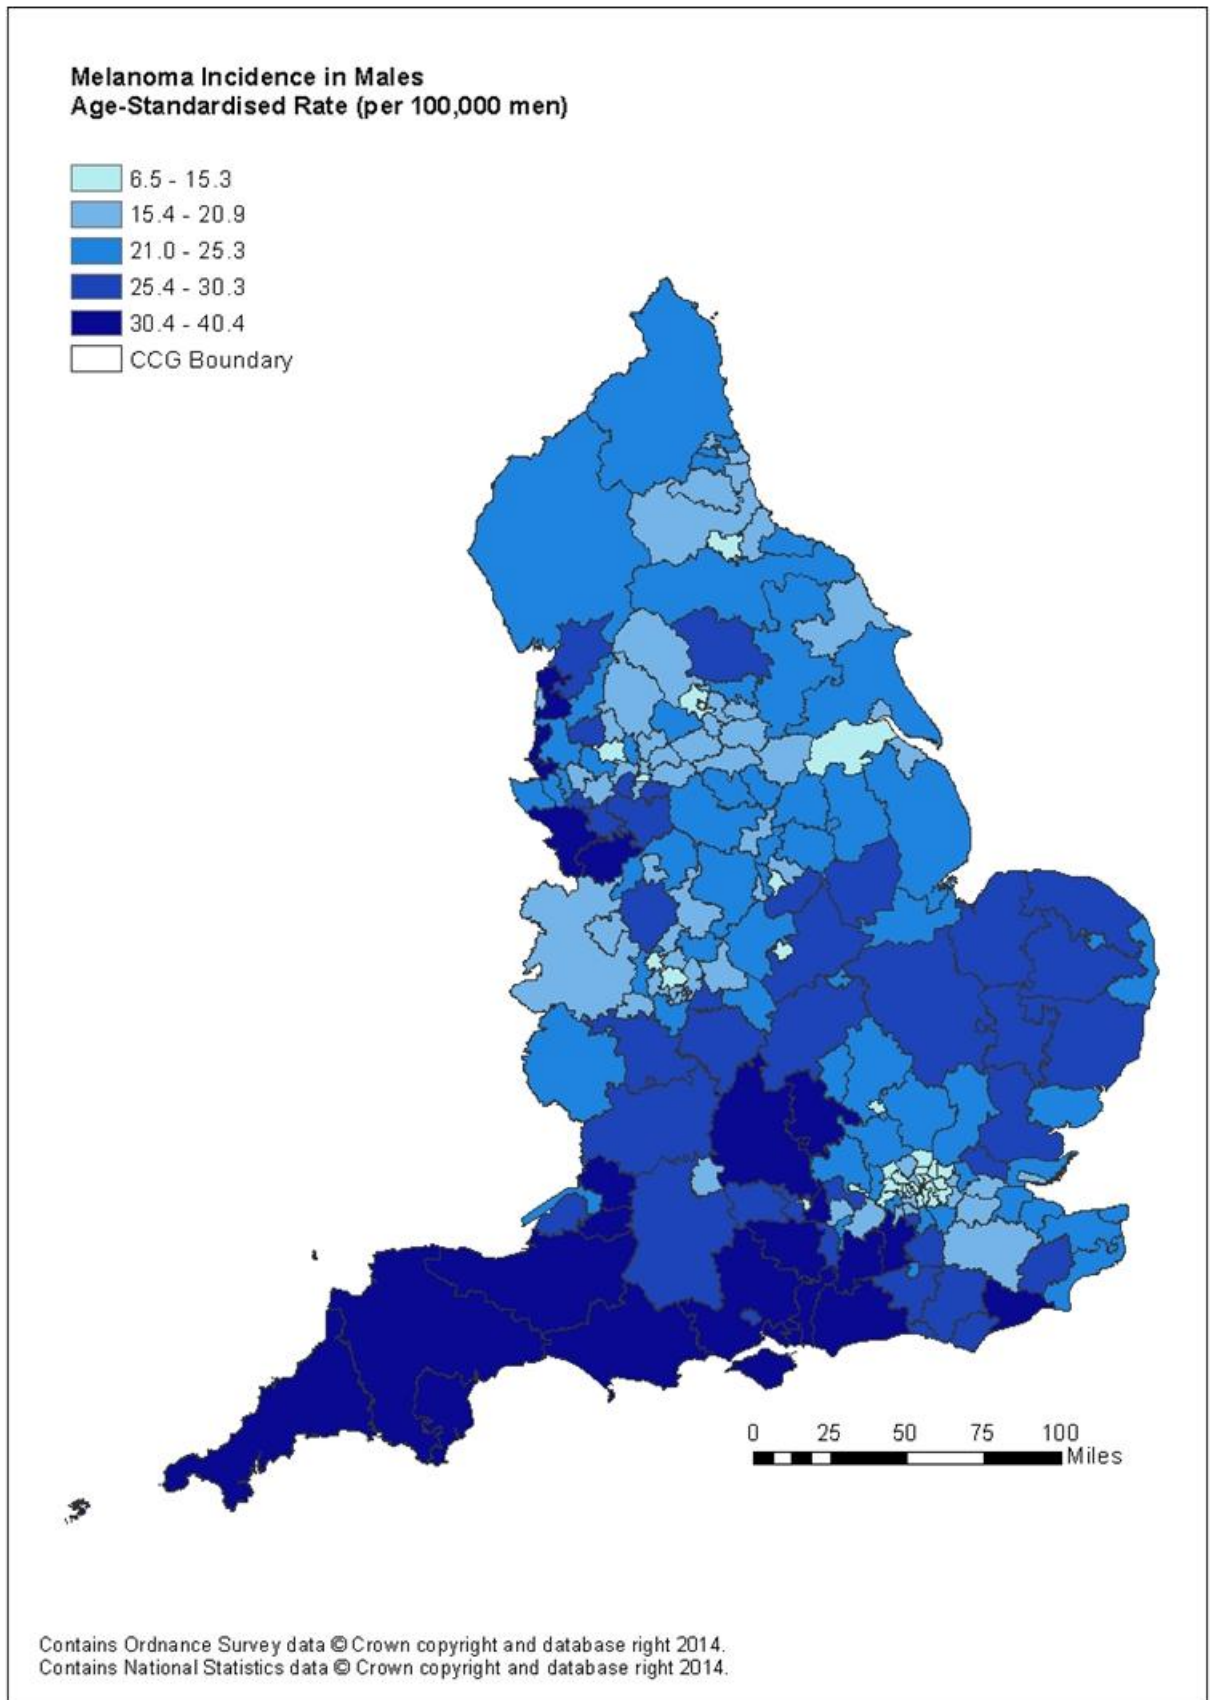 Melanoma Incidence in Males
Age-Standardised Rate (per 100,000 men)
6.5 - 15.3
15.4 - 20.9
21.0 - 25.3
25.4 - 30.3
30.4 - 40.4
CCG Boundary
0 25 50 75 100
Miles
Contains Ordnance Survey data © Crown copyright and database right 2014.
Contains National Statistics data © Crown copyright and database right 2014.